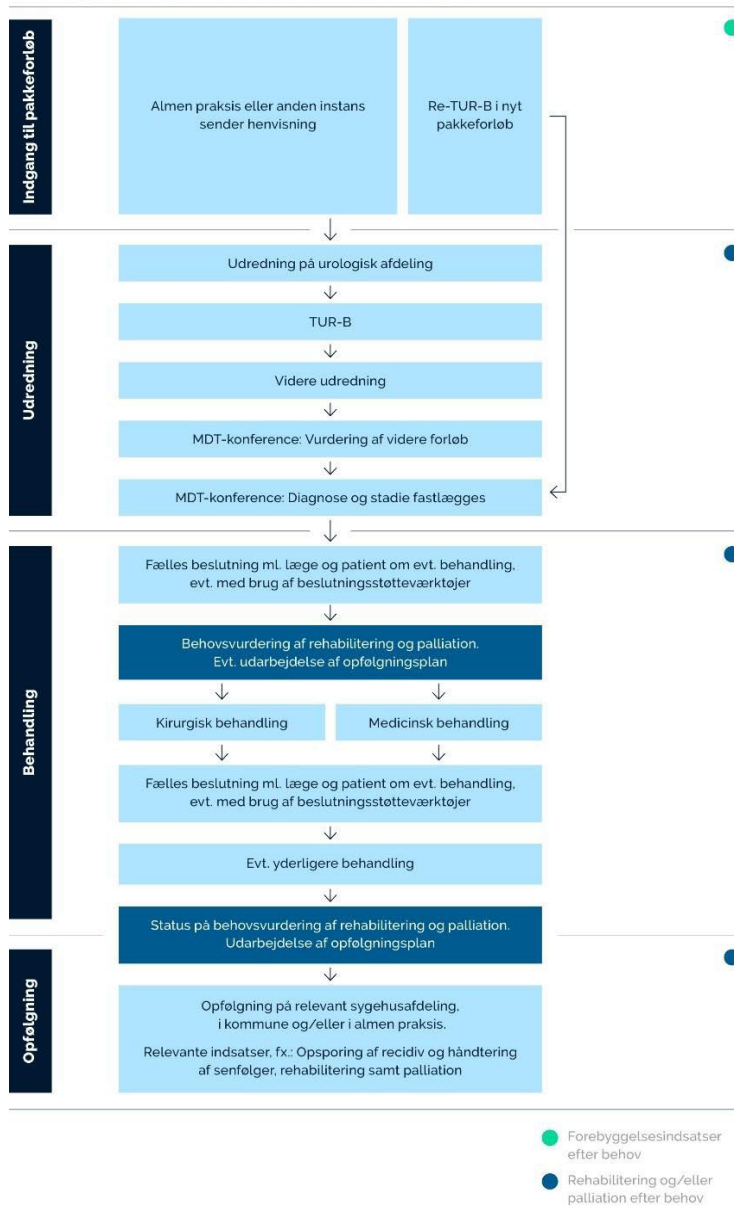 Indgang til pakkeforløb
Almen praksis eller anden instans
sender henvisning
Re-TUR-B i nyt
pakkeforløb
Udredning
Udredning på urologisk afdeling
TUR-B
Videre udredning
MDT-konference: Vurdering af videre forløb
MDT-konference: Diagnose og stadie fastlægges
Behandling
Fælles beslutning ml. læge og patient om evt. behandling,
evt. med brug af beslutningsstøtteværktøjer
Behovsvurdering af rehabilitering og palliation.
Evt. udarbejdelse af opfølgningsplan
Kirurgisk behandling
Medicinsk behandling
Fælles beslutning ml. læge og patient om evt. behandling,
evt. med brug af beslutningsstøtteværktøjer
Evt. yderligere behandling
Status på behovsvurdering af rehabilitering og palliation.
Udarbejdelse af opfølgningsplan
Opfølgning
Opfølgning på relevant sygehusafdeling,
i kommune og/eller i almen praksis.
Relevante indsatser, fx.: Opsporing af recidiv og håndtering
af senfølger, rehabilitering samt palliation
Forebyggelsesindsatser
efter behov
Rehabilitering og/eller
palliation efter behov